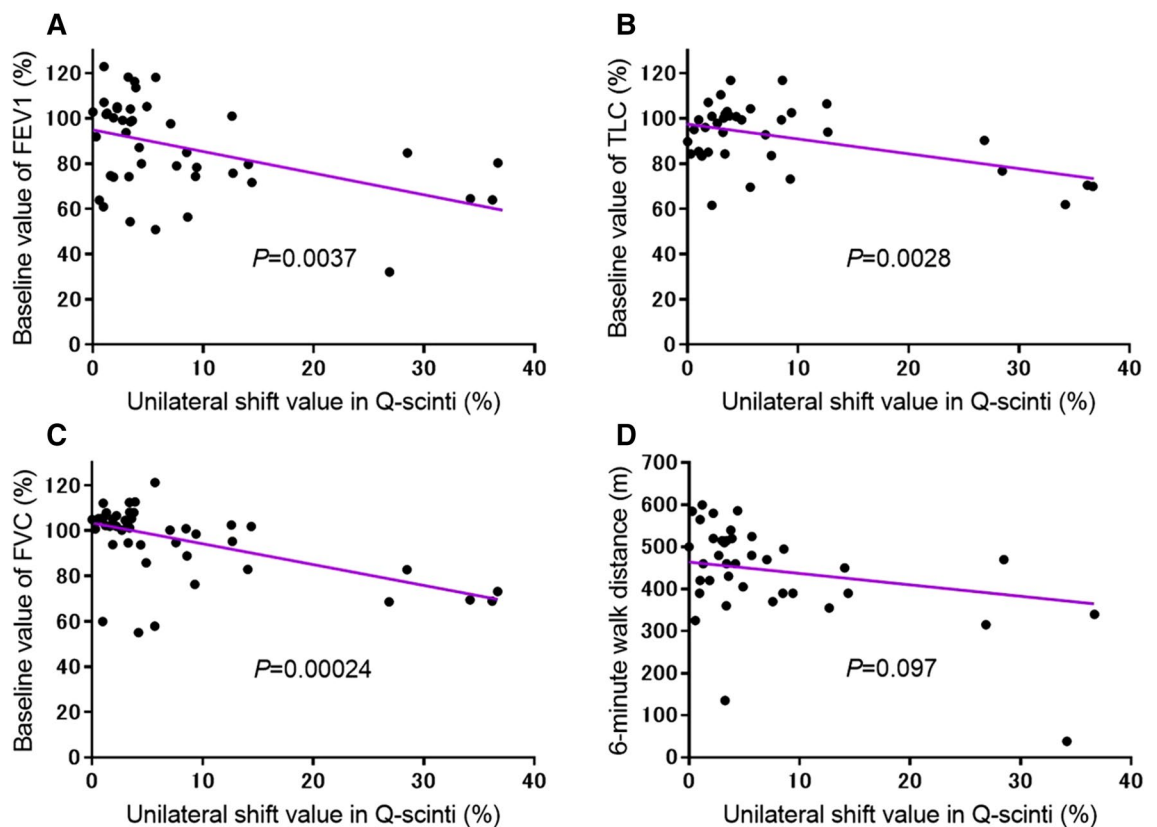 A
Baseline value of FEV1 (%)
120
100
80
60
40
20
0
P=0.0037
0 10 20 30 40
Unilateral shift value in Q-scinti (%)
B
Baseline value of TLC (%)
120
100
80
60
40
20
0
P=0.0028
0 10 20 30 40
Unilateral shift value in Q-scinti (%)
C
Baseline value of FVC (%)
120
100
80
60
40
20
0
P=0.00024
0 10 20 30 40
Unilateral shift value in Q-scinti (%)
D
6-minute walk distance (m)
700
600
500
400
300
200
100
0
P=0.097
0 10 20 30 40
Unilateral shift value in Q-scinti (%)